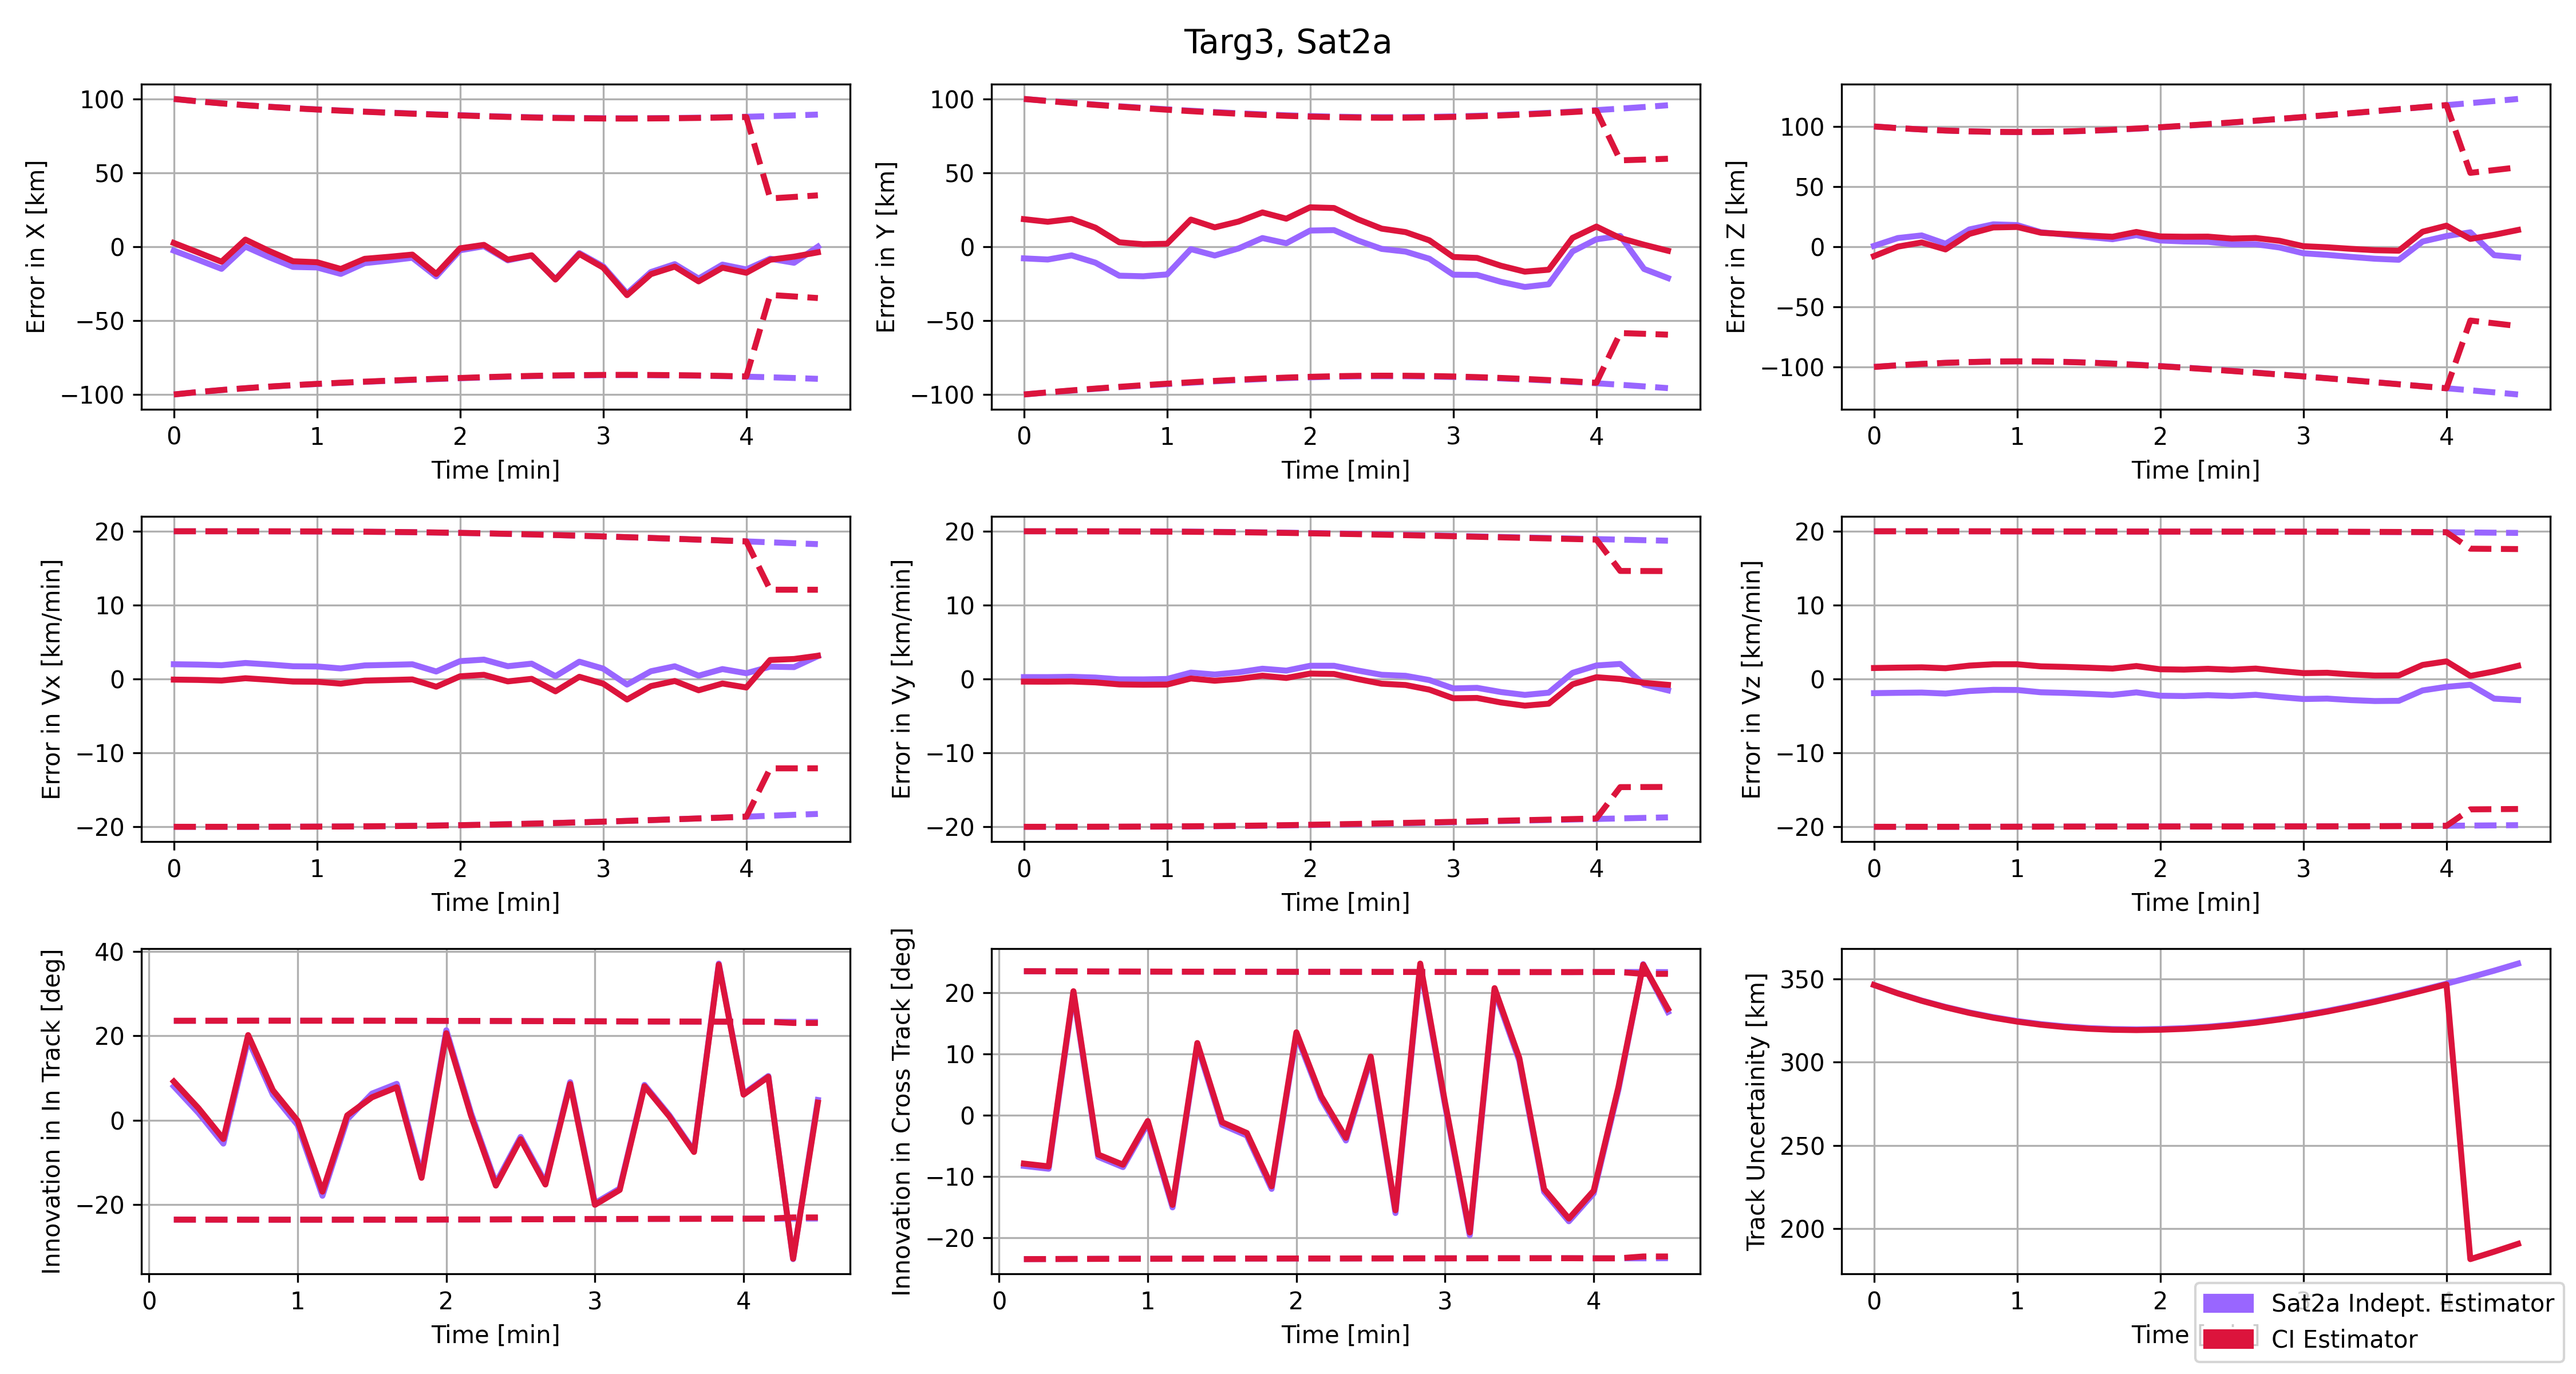 Targ3, Sat2a
Error in X [km]
100
50
0
−50
−100
0 1 2 3 4
Time [min]
Error in Y [km]
100
50
0
−50
−100
0 1 2 3 4
Time [min]
Error in Z [km]
100
50
0
−50
−100
0 1 2 3 4
Time [min]
Error in Vx [km/min)
20
10
0
−10
−20
0 1 2 3 4
Time [min]
Error in Vy [km/min)
20
10
0
−10
−20
0 1 2 3 4
Time [min]
Error in Vz [km/min)
20
10
0
−10
−20
0 1 2 3 4
Time [min]
Innovation in In Track [deg]
40
20
0
−20
0 1 2 3 4
Time [min]
Innovation in Cross Track [deg]
20
10
0
−10
−20
0 1 2 3 4
Time [min]
Track Uncertainity [km]
350
300
250
200
0 1 2
Time
Sat2a Indept. Estimator
CI Estimator